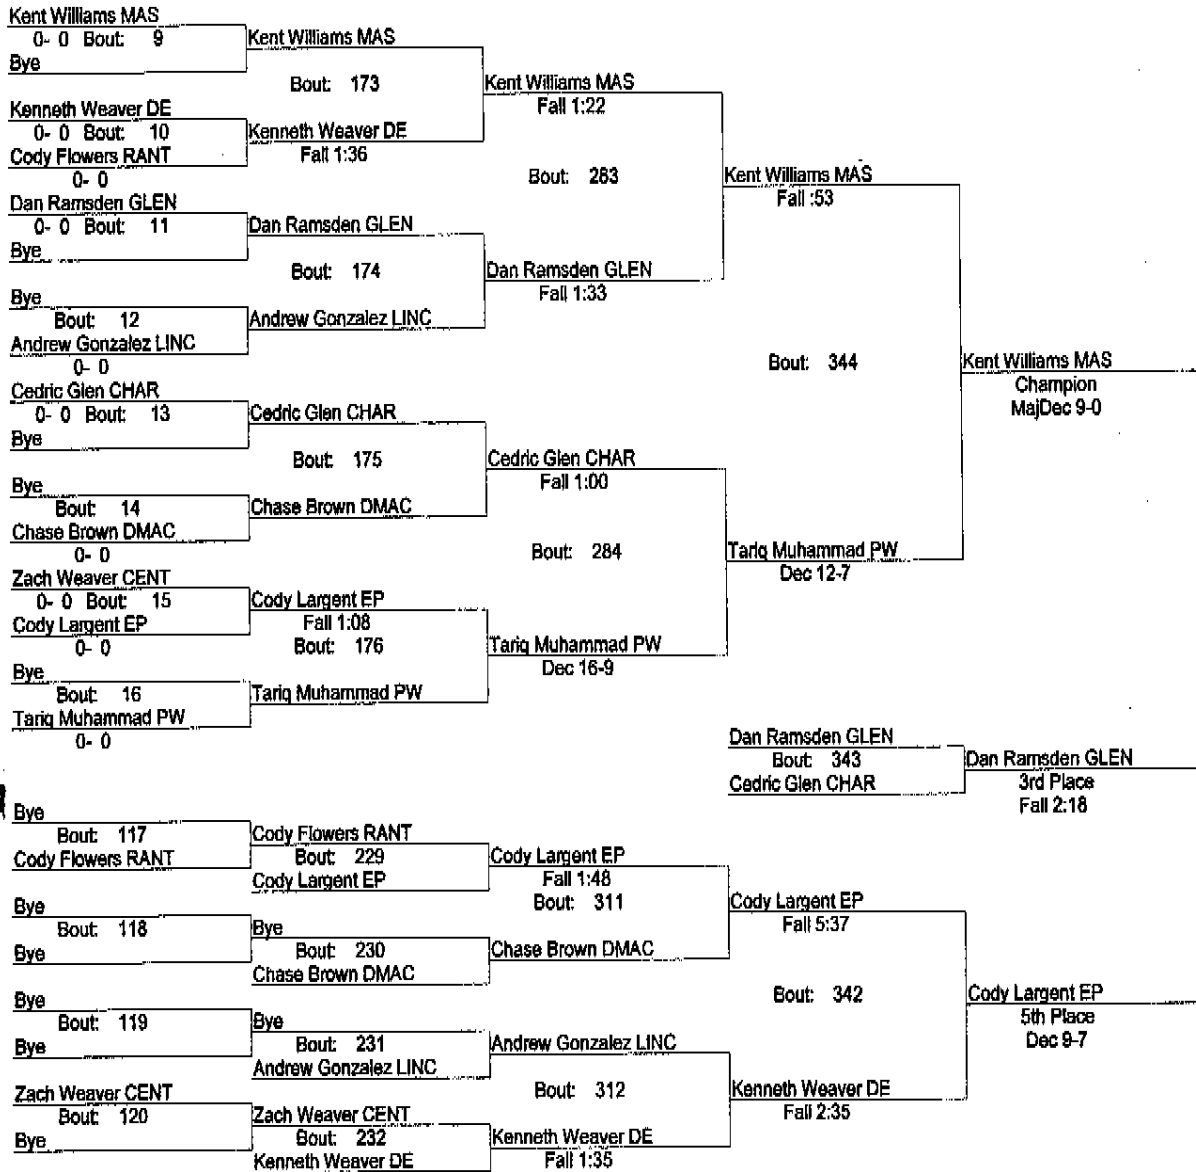 Kent Williams MAS
0- 0 Bout: 9
Bye
Kent Williams MAS
Bout: 173
Kenneth Weaver DE
0- 0 Bout: 10
Cody Flowers RANT
0- 0
Kenneth Weaver DE
Fall 1:36
Kent Williams MAS
Fall 1:22
Bout: 283
Dan Ramsden GLEN
0- 0 Bout: 11
Bye
Dan Ramsden GLEN
Bout: 174
Bye
Bout: 12
Andrew Gonzalez LINC
0- 0
Andrew Gonzalez LINC
Dan Ramsden GLEN
Fall 1:33
Kent Williams MAS
Fall :53
Bout: 344
Cedric Glen CHAR
0- 0 Bout: 13
Bye
Cedric Glen CHAR
Bout: 175
Bye
Bout: 14
Chase Brown DMAC
0- 0
Chase Brown DMAC
Cedric Glen CHAR
Fall 1:00
Bout: 284
Zach Weaver CENT
0- 0 Bout: 15
Cody Largent EP
0- 0
Cody Largent EP
Fall 1:08
Bout: 176
Bye
Bout: 16
Tariq Muhammad PW
0- 0
Tariq Muhammad PW
Tariq Muhammad PW
Dec 16-9
Tariq Muhammad PW
Dec 12-7
Kent Williams MAS
Champion
MajDec 9-0
Dan Ramsden GLEN
Bout: 343
Cedric Glen CHAR
Dan Ramsden GLEN
3rd Place
Fall 2:18
Bye
Bout: 117
Cody Flowers RANT
Cody Flowers RANT
Bout: 229
Cody Largent EP
Cody Largent EP
Fall 1:48
Bout: 311
Bye
Bout: 118
Bye
Bye
Bout: 230
Chase Brown DMAC
Chase Brown DMAC
Cody Largent EP
Fall 5:37
Bout: 342
Bye
Bout: 119
Bye
Bye
Bout: 231
Andrew Gonzalez LINC
Andrew Gonzalez LINC
Bout: 312
Zach Weaver CENT
Bout: 120
Bye
Zach Weaver CENT
Bout: 232
Kenneth Weaver DE
Kenneth Weaver DE
Fall 1:35
Kenneth Weaver DE
Fall 2:35
Cody Largent EP
5th Place
Dec 9-7